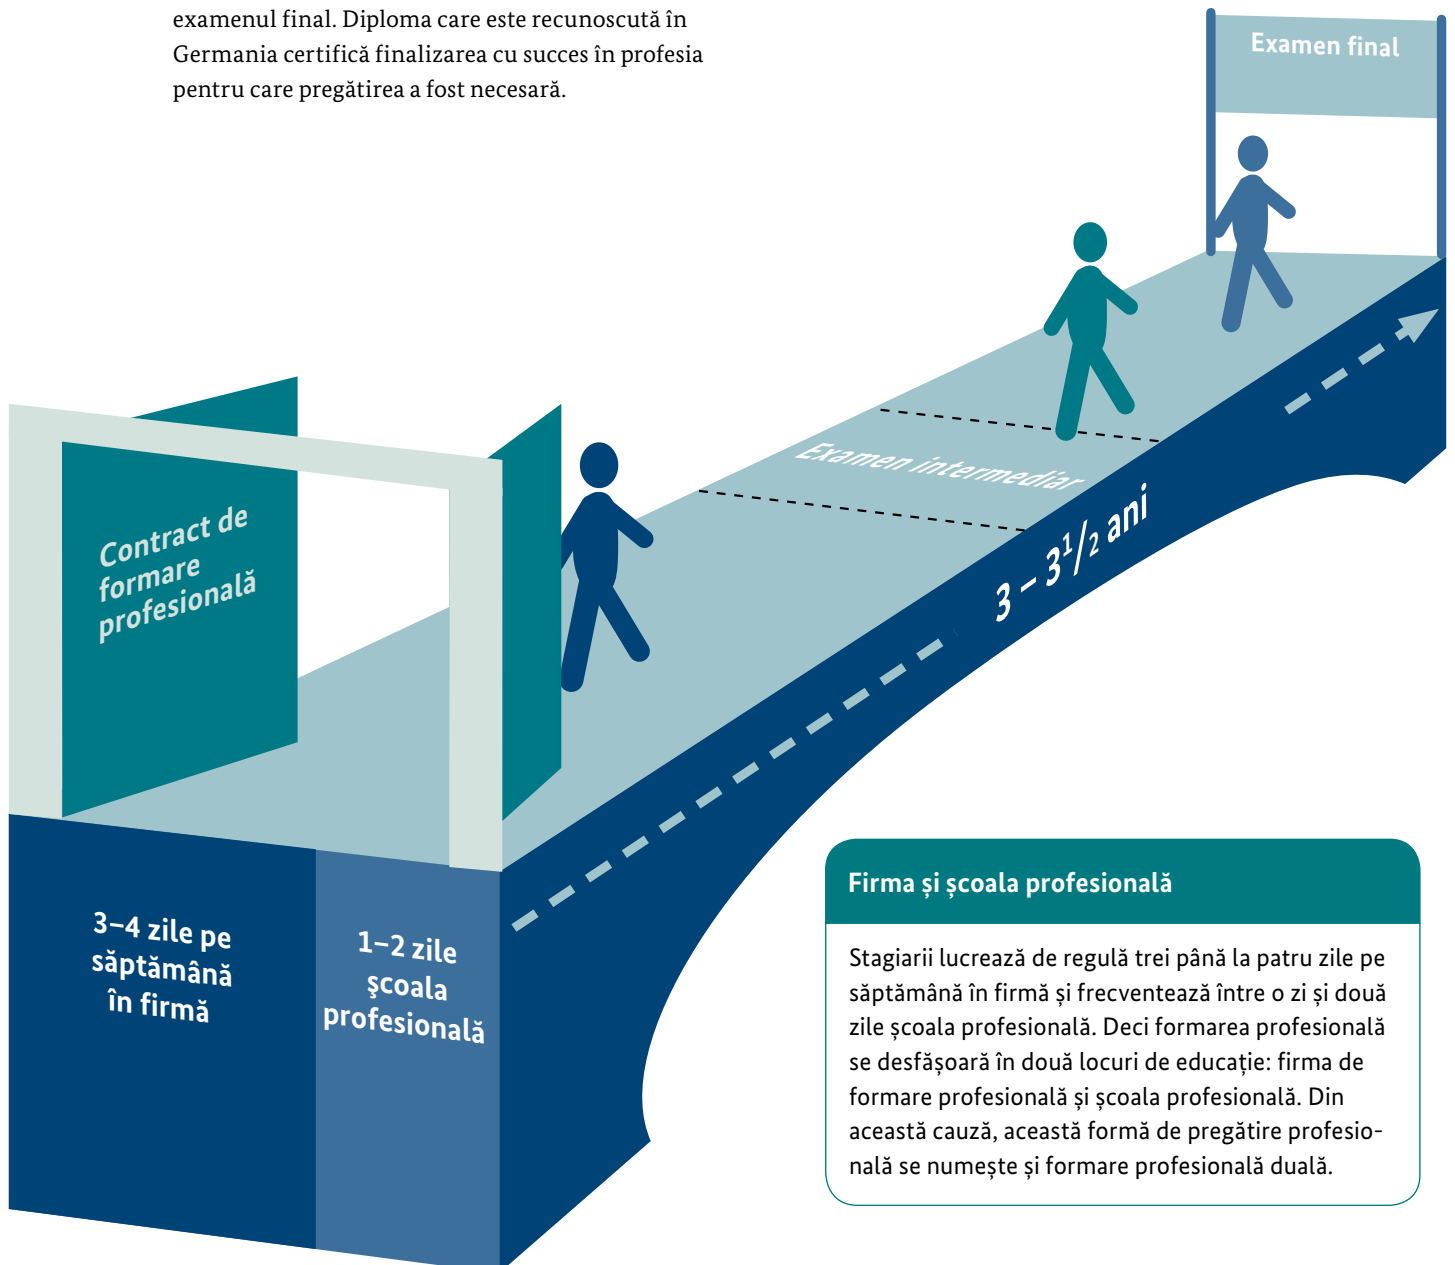 examenul final. Diploma care este recunoscută în
Germania certifică finalizarea cu succes în profesia
pentru care pregătirea a fost necesară.
Examen final
Examen intermediar
3 – 3 1/2 ani
Contract de
formare
profesională
3–4 zile pe
săptămână
în firmă
1–2 zile
şcoala
profesională
Firma și școala profesională
Stagiarii lucrează de regulă trei până la patru zile pe
săptămână în firmă și frecventează între o zi și două
zile școala profesională. Deci formarea profesională
se desfășoară în două locuri de educație: firma de
formare profesională și școala profesională. Din
această cauză, această formă de pregătire profesio-
nală se numește și formare profesională duală.